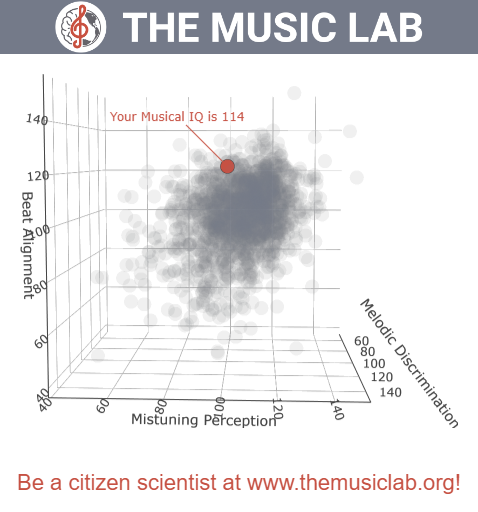 THE MUSIC LAB
Your Musical IQ is 114
140
120
100
80
60
40
Beat Alignment
40
60
80
100
120
140
Mistuning Perception
60
80
100
120
140
Melodic Discrimination
Be a citizen scientist at www.themusiclab.org!